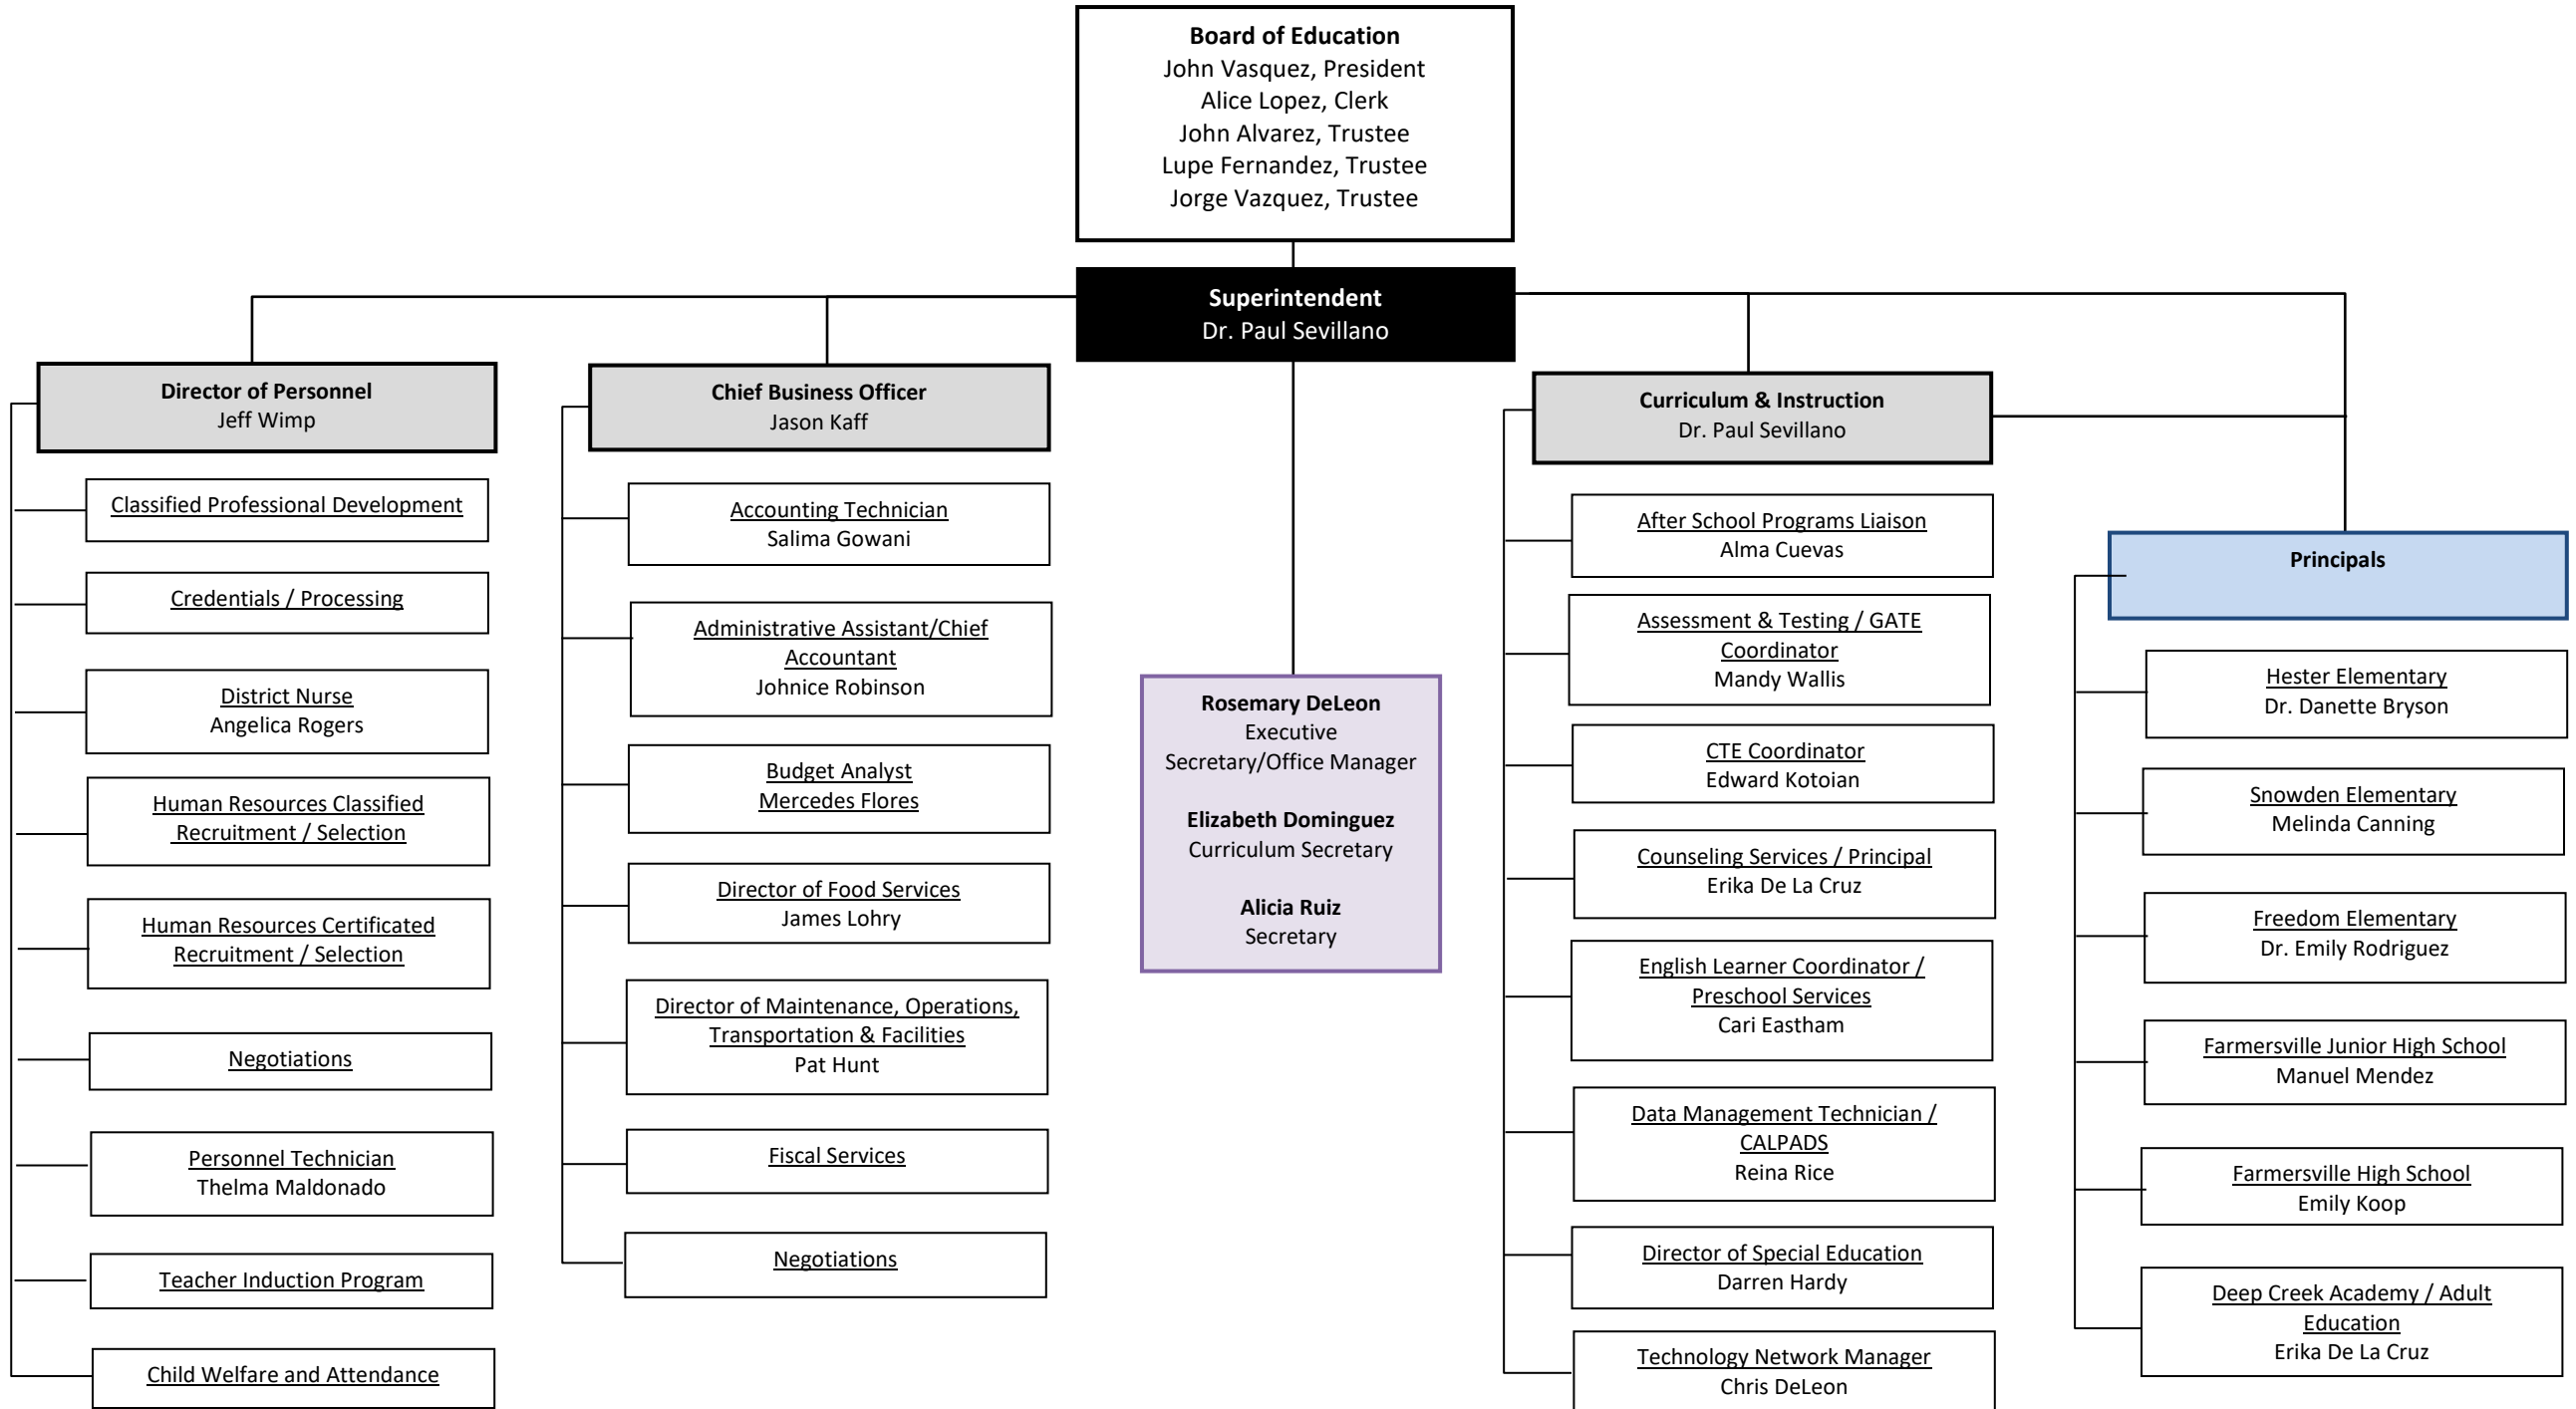 Board of Education
John Vasquez, President
Alice Lopez, Clerk
John Alvarez, Trustee
Lupe Fernandez, Trustee
Jorge Vazquez, Trustee
Superintendent
Dr. Paul Sevillano
Director of Personnel
Jeff Wimp
Classified Professional Development
Credentials / Processing
District Nurse
Angelica Rogers
Human Resources Classified
Recruitment / Selection
Human Resources Certificated
Recruitment / Selection
Negotiations
Personnel Technician
Thelma Maldonado
Teacher Induction Program
Child Welfare and Attendance
Chief Business Officer
Jason Kaff
Accounting Technician
Salima Gowani
Administrative Assistant/Chief
Accountant
Johnice Robinson
Budget Analyst
Mercedes Flores
Director of Food Services
James Lohry
Director of Maintenance, Operations,
Transportation & Facilities
Pat Hunt
Fiscal Services
Negotiations
Rosemary DeLeon
Executive
Secretary/Office Manager
Elizabeth Dominguez
Curriculum Secretary
Alicia Ruiz
Secretary
Curriculum & Instruction
Dr. Paul Sevillano
After School Programs Liaison
Alma Cuevas
Assessment & Testing / GATE
Coordinator
Mandy Wallis
CTE Coordinator
Edward Kotoian
Counseling Services / Principal
Erika De La Cruz
English Learner Coordinator /
Preschool Services
Cari Eastham
Data Management Technician /
CALPADS
Reina Rice
Director of Special Education
Darren Hardy
Technology Network Manager
Chris DeLeon
Principals
Hester Elementary
Dr. Danette Bryson
Snowden Elementary
Melinda Canning
Freedom Elementary
Dr. Emily Rodriguez
Farmersville Junior High School
Manuel Mendez
Farmersville High School
Emily Koop
Deep Creek Academy / Adult
Education
Erika De La Cruz